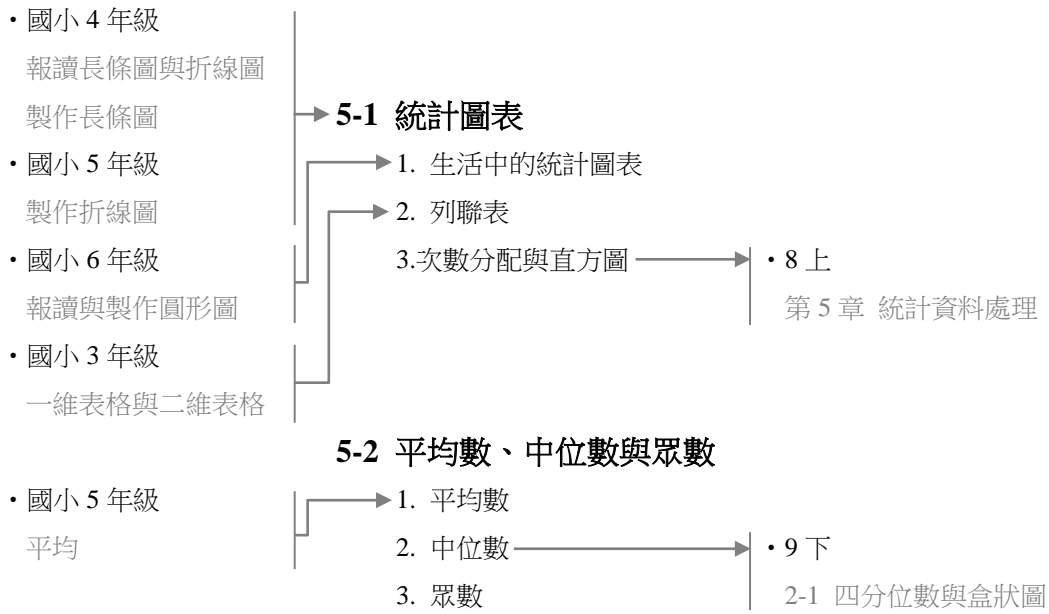 ・國小 4 年級
報讀長條圖與折線圖
製作長條圖
5-1 統計圖表
・國小 5 年級
1. 生活中的統計圖表
製作折線圖
2. 列聯表
・國小 6 年級
3.次數分配與直方圖
・8 上
報讀與製作圓形圖
第 5 章 統計資料處理
・國小 3 年級
一維表格與二維表格
5-2 平均數、中位數與眾數
・國小 5 年級
1. 平均數
平均
2. 中位數
・9 下
3. 眾數
2-1 四分位數與盒狀圖